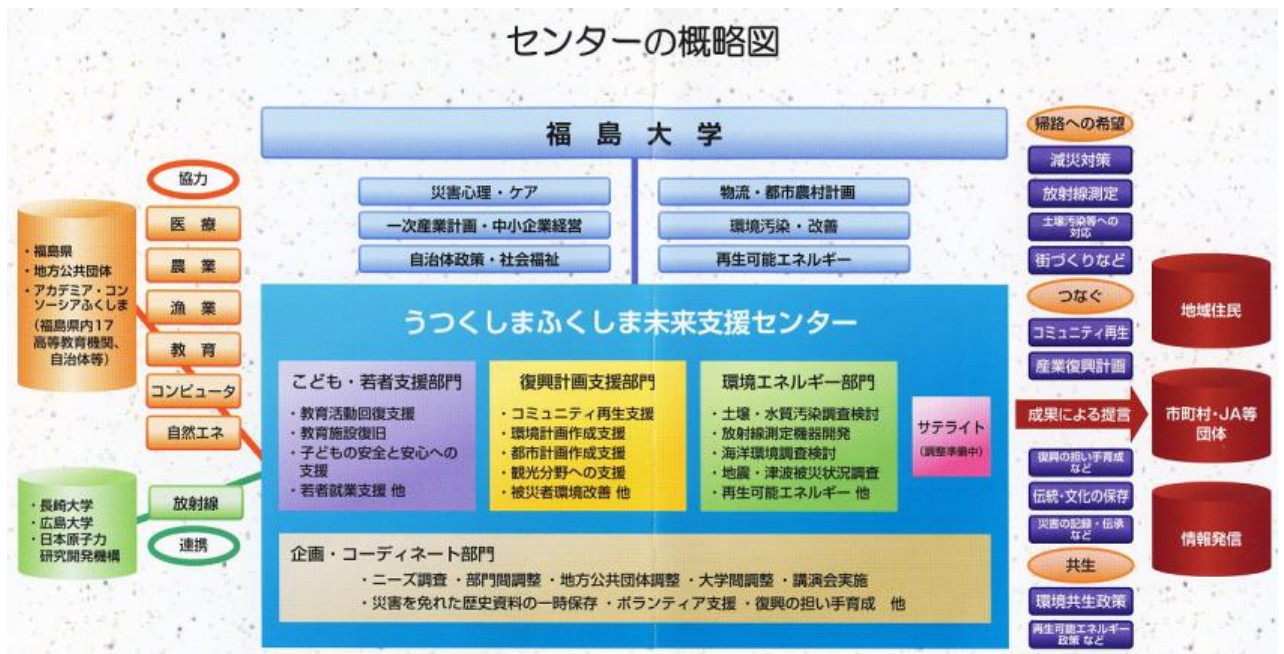 センターの概略図
福島大学
災害心理・ケア
一次産業計画・中小企業経営
自治体政策・社会福祉
物流・都市農村計画
環境汚染・改善
再生可能エネルギー
協力
医療
農業
漁業
教育
コンピュータ
自然エネ
・福島県
・地方公共団体
・アカデミア・コン
ソーシアふくしま
(福島県内17
高等教育機関、
自治体等)
・長崎大学
・広島大学
・日本原子力
研究開発機構
放射線
連携
うつくしまふくしま未来支援センター
こども・若者支援部門
・教育活動回復支援
・教育施設復旧
・子どもの安全と安心への
支援
・若者就業支援 他
復興計画支援部門
・コミュニティ再生支援
・環境計画作成支援
・都市計画作成支援
・観光分野への支援
・被災者環境改善 他
環境エネルギー部門
・土壌・水質汚染調査検討
・放射線測定機器開発
・海洋環境調査検討
・地震・津波被災状況調査
・再生可能エネルギー 他
サテライト
(調整準備中)
企画・コーディネート部門
・ニーズ調査 ・部門間調整 ・地方公共団体調整 ・大学間調整 ・講演会実施
・災害を免れた歴史資料の一時保存 ・ボランティア支援 ・復興の担い手育成 他
帰路への希望
減災対策
放射線測定
土壌汚染等への
対応
街づくりなど
つなぐ
コミュニティ再生
産業復興計画
成果による提言
復興の担い手育成
など
伝統・文化の保存
災害の記録・伝承
など
共生
環境共生政策
再生可能エネルギー
政策 など
地域住民
市町村・JA等
団体
情報発信